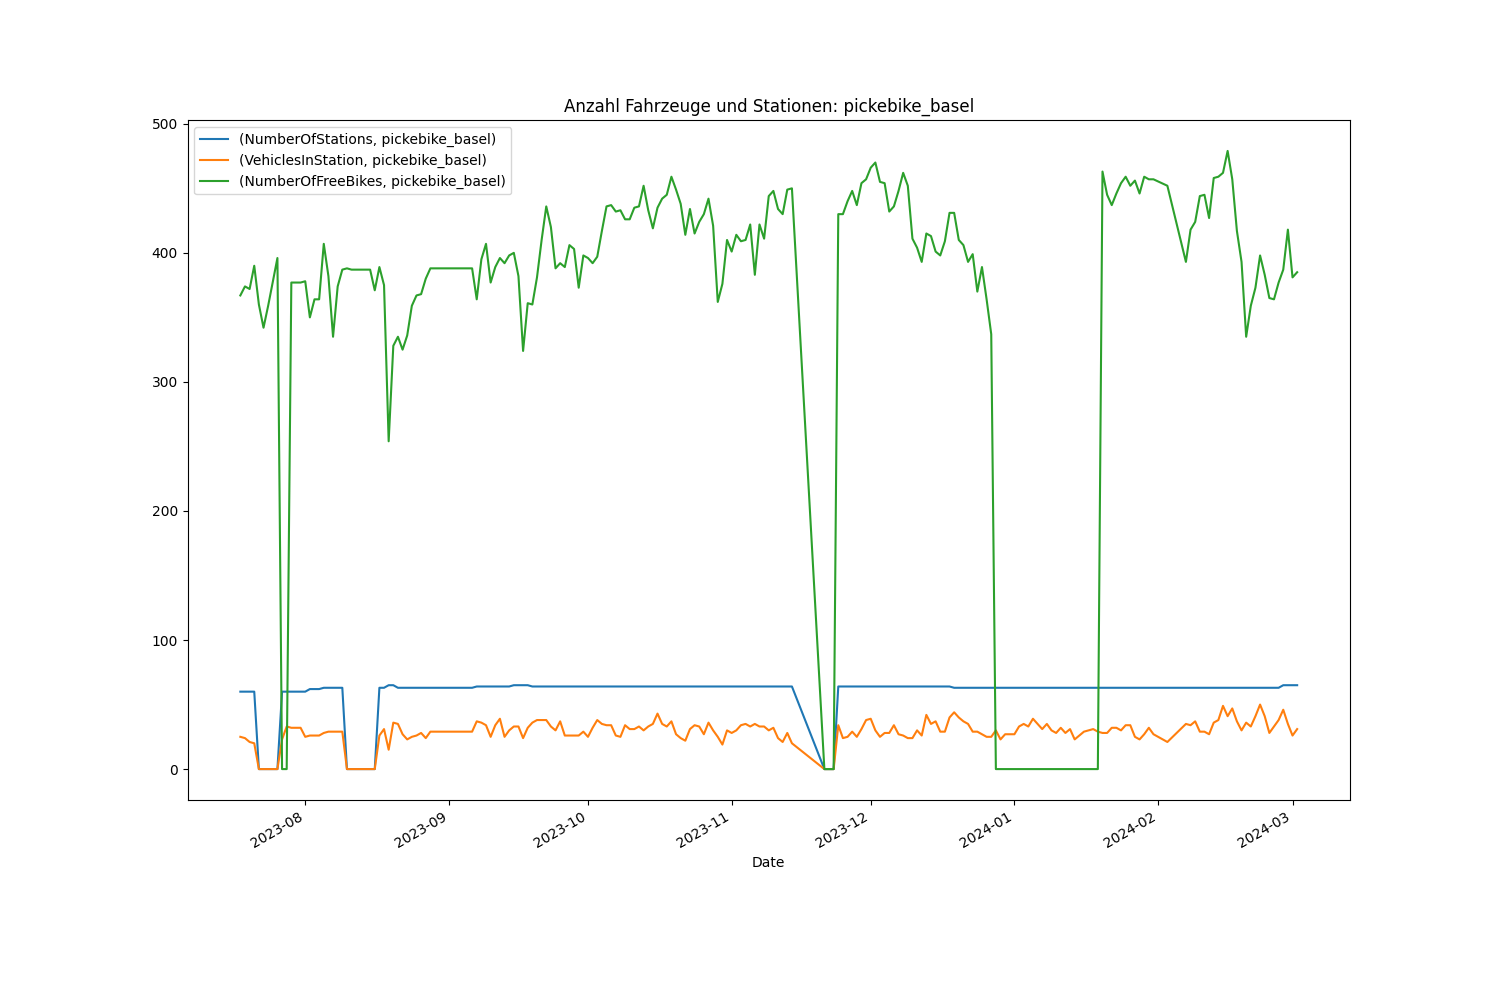 Anzahl Fahrzeuge und Stationen: pickebike_basel
(NumberOfStations, pickebike_basel)
(VehiclesInStation, pickebike_basel)
(NumberOfFreeBikes, pickebike_basel)
500
400
300
200
100
0
2023-08
2023-09
2023-10
2023-11
2023-12
2024-01
2024-02
2024-03
Date